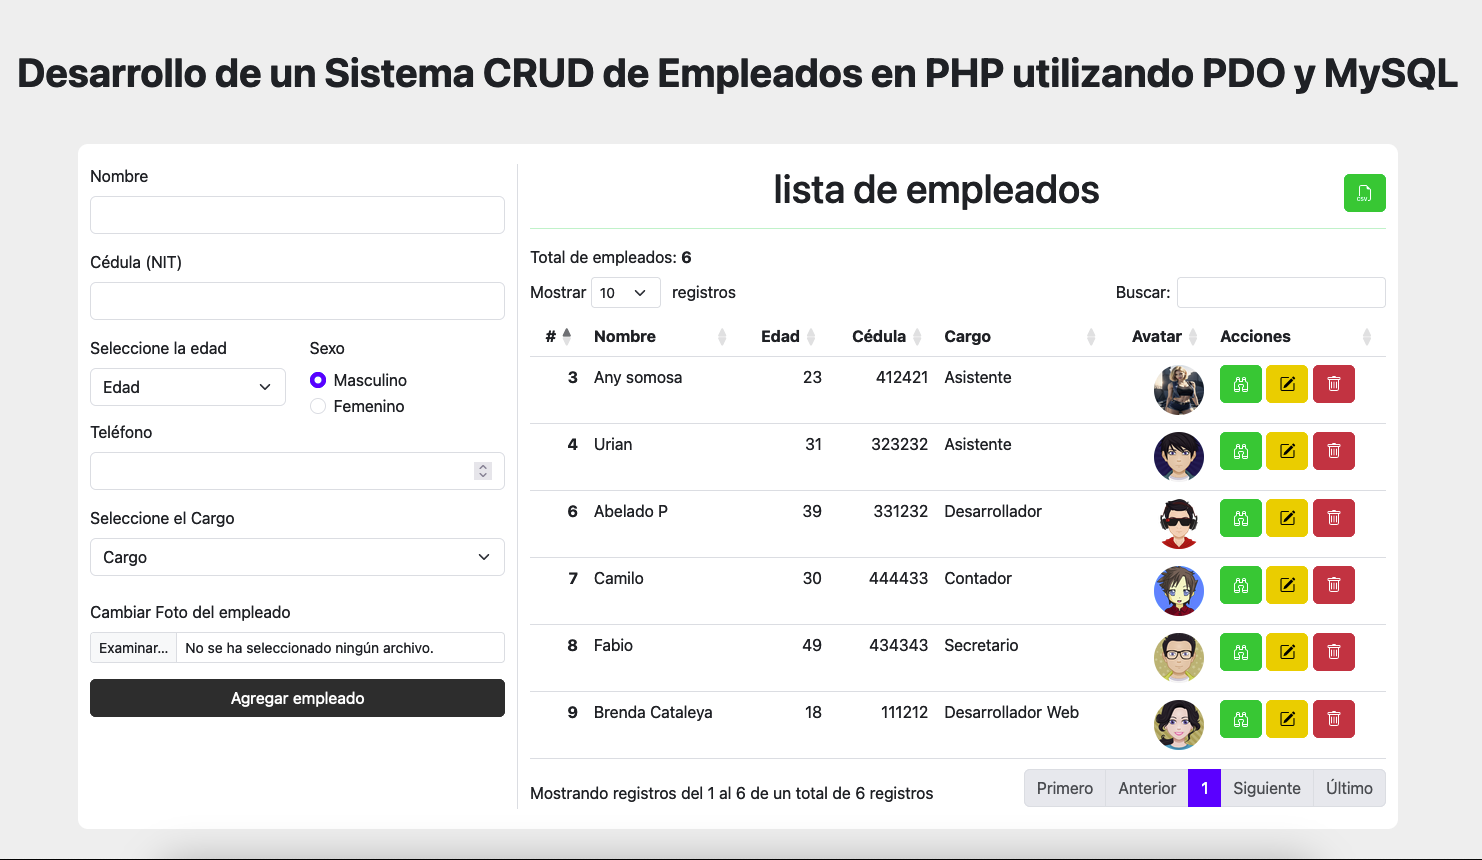 Desarrollo de un Sistema CRUD de Empleados en PHP utilizando PDO y MySQL
Nombre
Cédula (NIT)
Seleccione la edad
Sexo
Edad
Masculino
Femenino
Teléfono
Seleccione el Cargo
Cargo
Cambiar Foto del empleado
Examinar... No se ha seleccionado ningún archivo.
Agregar empleado
lista de empleados
CSV
Total de empleados: 6
Mostrar 10 registros
Buscar:
# Nombre Edad Cédula Cargo Avatar Acciones
3 Any somosa 23 412421 Asistente
4 Urian 31 323232 Asistente
6 Abelado P 39 331232 Desarrollador
7 Camilo 30 444433 Contador
8 Fabio 49 434343 Secretario
9 Brenda Cataleya 18 111212 Desarrollador Web
Mostrando registros del 1 al 6 de un total de 6 registros
Primero Anterior 1 Siguiente Último